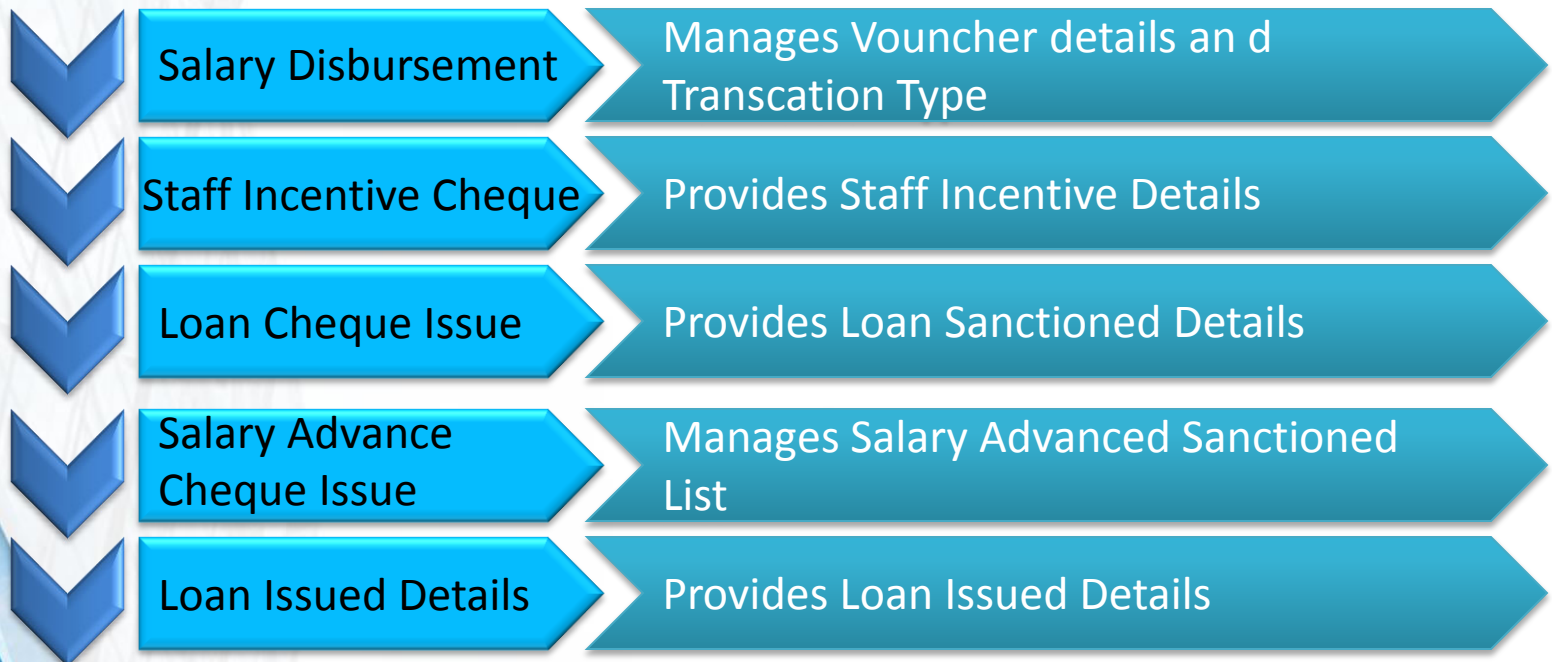 Salary Disbursement
Manages Vouncher details an d
Transcation Type
Staff Incentive Cheque
Provides Staff Incentive Details
Loan Cheque Issue
Provides Loan Sanctioned Details
Salary Advance
Cheque Issue
Manages Salary Advanced Sanctioned
List
Loan Issued Details
Provides Loan Issued Details